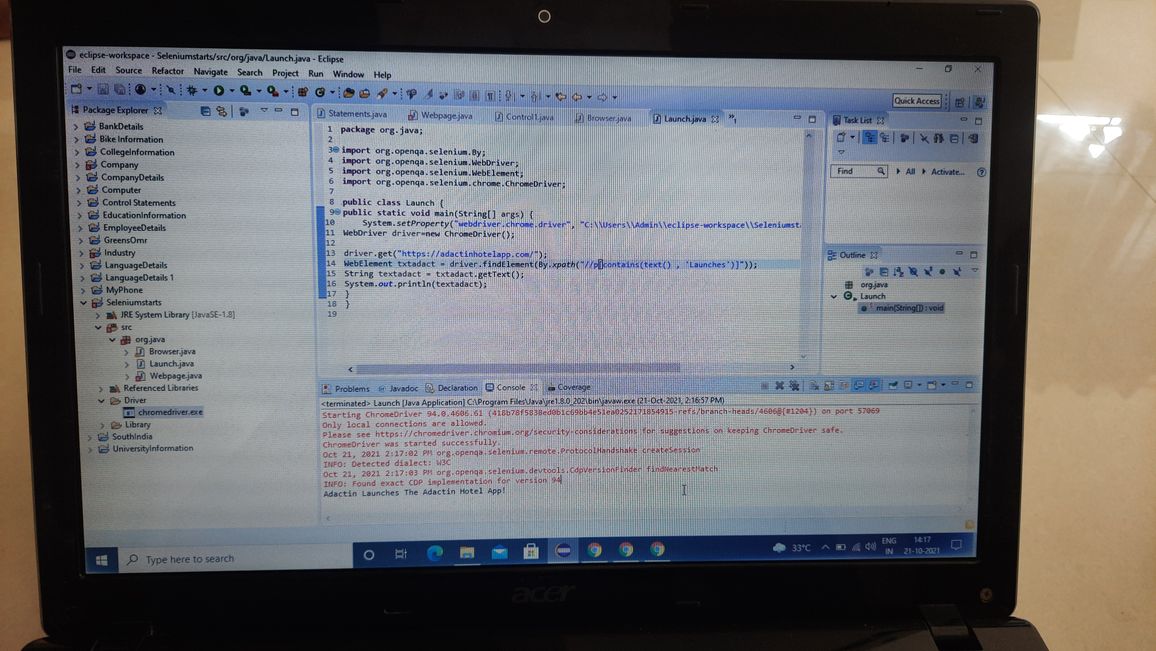 eclipse-workspace - Seleniumstarts/src/org/java/Launch.java - Eclipse
File Edit Source Refactor Navigate Search Project Run Window Help
Quick Access
Package Explorer
BankDetails
Bike Information
CollegeInformation
Company
CompanyDetails
Computer
Control Statements
EducationInformation
EmployeeDetails
GreensOmr
Industry
LanguageDetails
LanguageDetails 1
MyPhone
Seleniumstarts
JRE System Library [JavaSE-1.8]
src
org.java
Browser.java
Launch.java
Webpage.java
Referenced Libraries
Driver
chromedriver.exe
Library
SouthIndia
UniversityInformation
Statements.java Webpage.java Control1.java Browser.java Launch.java
1 package org.java;
2
3 import org.openqa.selenium.By;
4 import org.openqa.selenium.WebDriver;
5 import org.openqa.selenium.WebElement;
6 import org.openqa.selenium.chrome.ChromeDriver;
7
8 public class Launch {
9 public static void main(String[] args) {
10 System.setProperty("webdriver.chrome.driver", "C:\\Users\\Admin\\eclipse-workspace\\Seleniumst
11 WebDriver driver=new ChromeDriver();
12
13 driver.get("https://adactinhotelapp.com/");
14 WebElement txtadact = driver.findElement(By.xpath("//p[contains(text() , 'Launches')]"));
15 String textadact = txtadact.getText();
16 System.out.println(textadact);
17 }
18 }
19
Task List
Find All Activate...
Outline
org.java
Launch
main(String[]) : void
Problems Javadoc Declaration Console Coverage
<terminated> Launch [Java Application] C:\Program Files\Java\jre1.8.0_202\bin\javaw.exe (21-Oct-2021, 2:16:57 PM)
Starting ChromeDriver 94.0.4606.61 (418b78f5838ed0b1c69bb4e51ea0252171854915-refs/branch-heads/4606@{#1204}) on port 57069
Only local connections are allowed.
Please see https://chromedriver.chromium.org/security-considerations for suggestions on keeping ChromeDriver safe.
ChromeDriver was started successfully.
Oct 21, 2021 2:17:02 PM org.openqa.selenium.remote.ProtocolHandshake createSession
INFO: Detected dialect: W3C
Oct 21, 2021 2:17:03 PM org.openqa.selenium.devtools.CdpVersionFinder findNearestMatch
INFO: Found exact CDP implementation for version 94
Adactin Launches The Adactin Hotel App!
Type here to search
33°C
ENG
IN
14:17
21-10-2021
acer